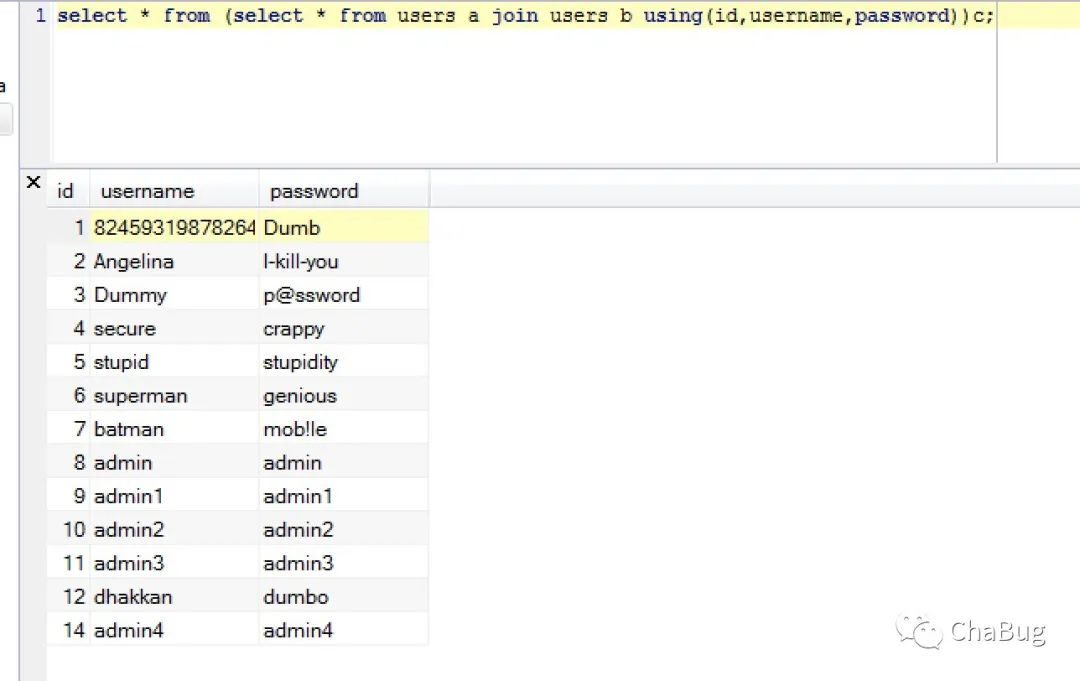 1 select * from (select * from users a join users b using(id,username,password))c;
a
X id username password
1 82459319878264 Dumb
2 Angelina I-kill-you
3 Dummy p@ssword
4 secure crappy
5 stupid stupidity
6 superman genious
7 batman mob!le
8 admin admin
9 admin1 admin1
10 admin2 admin2
11 admin3 admin3
12 dhakkan dumbo
14 admin4 admin4
ChaBug